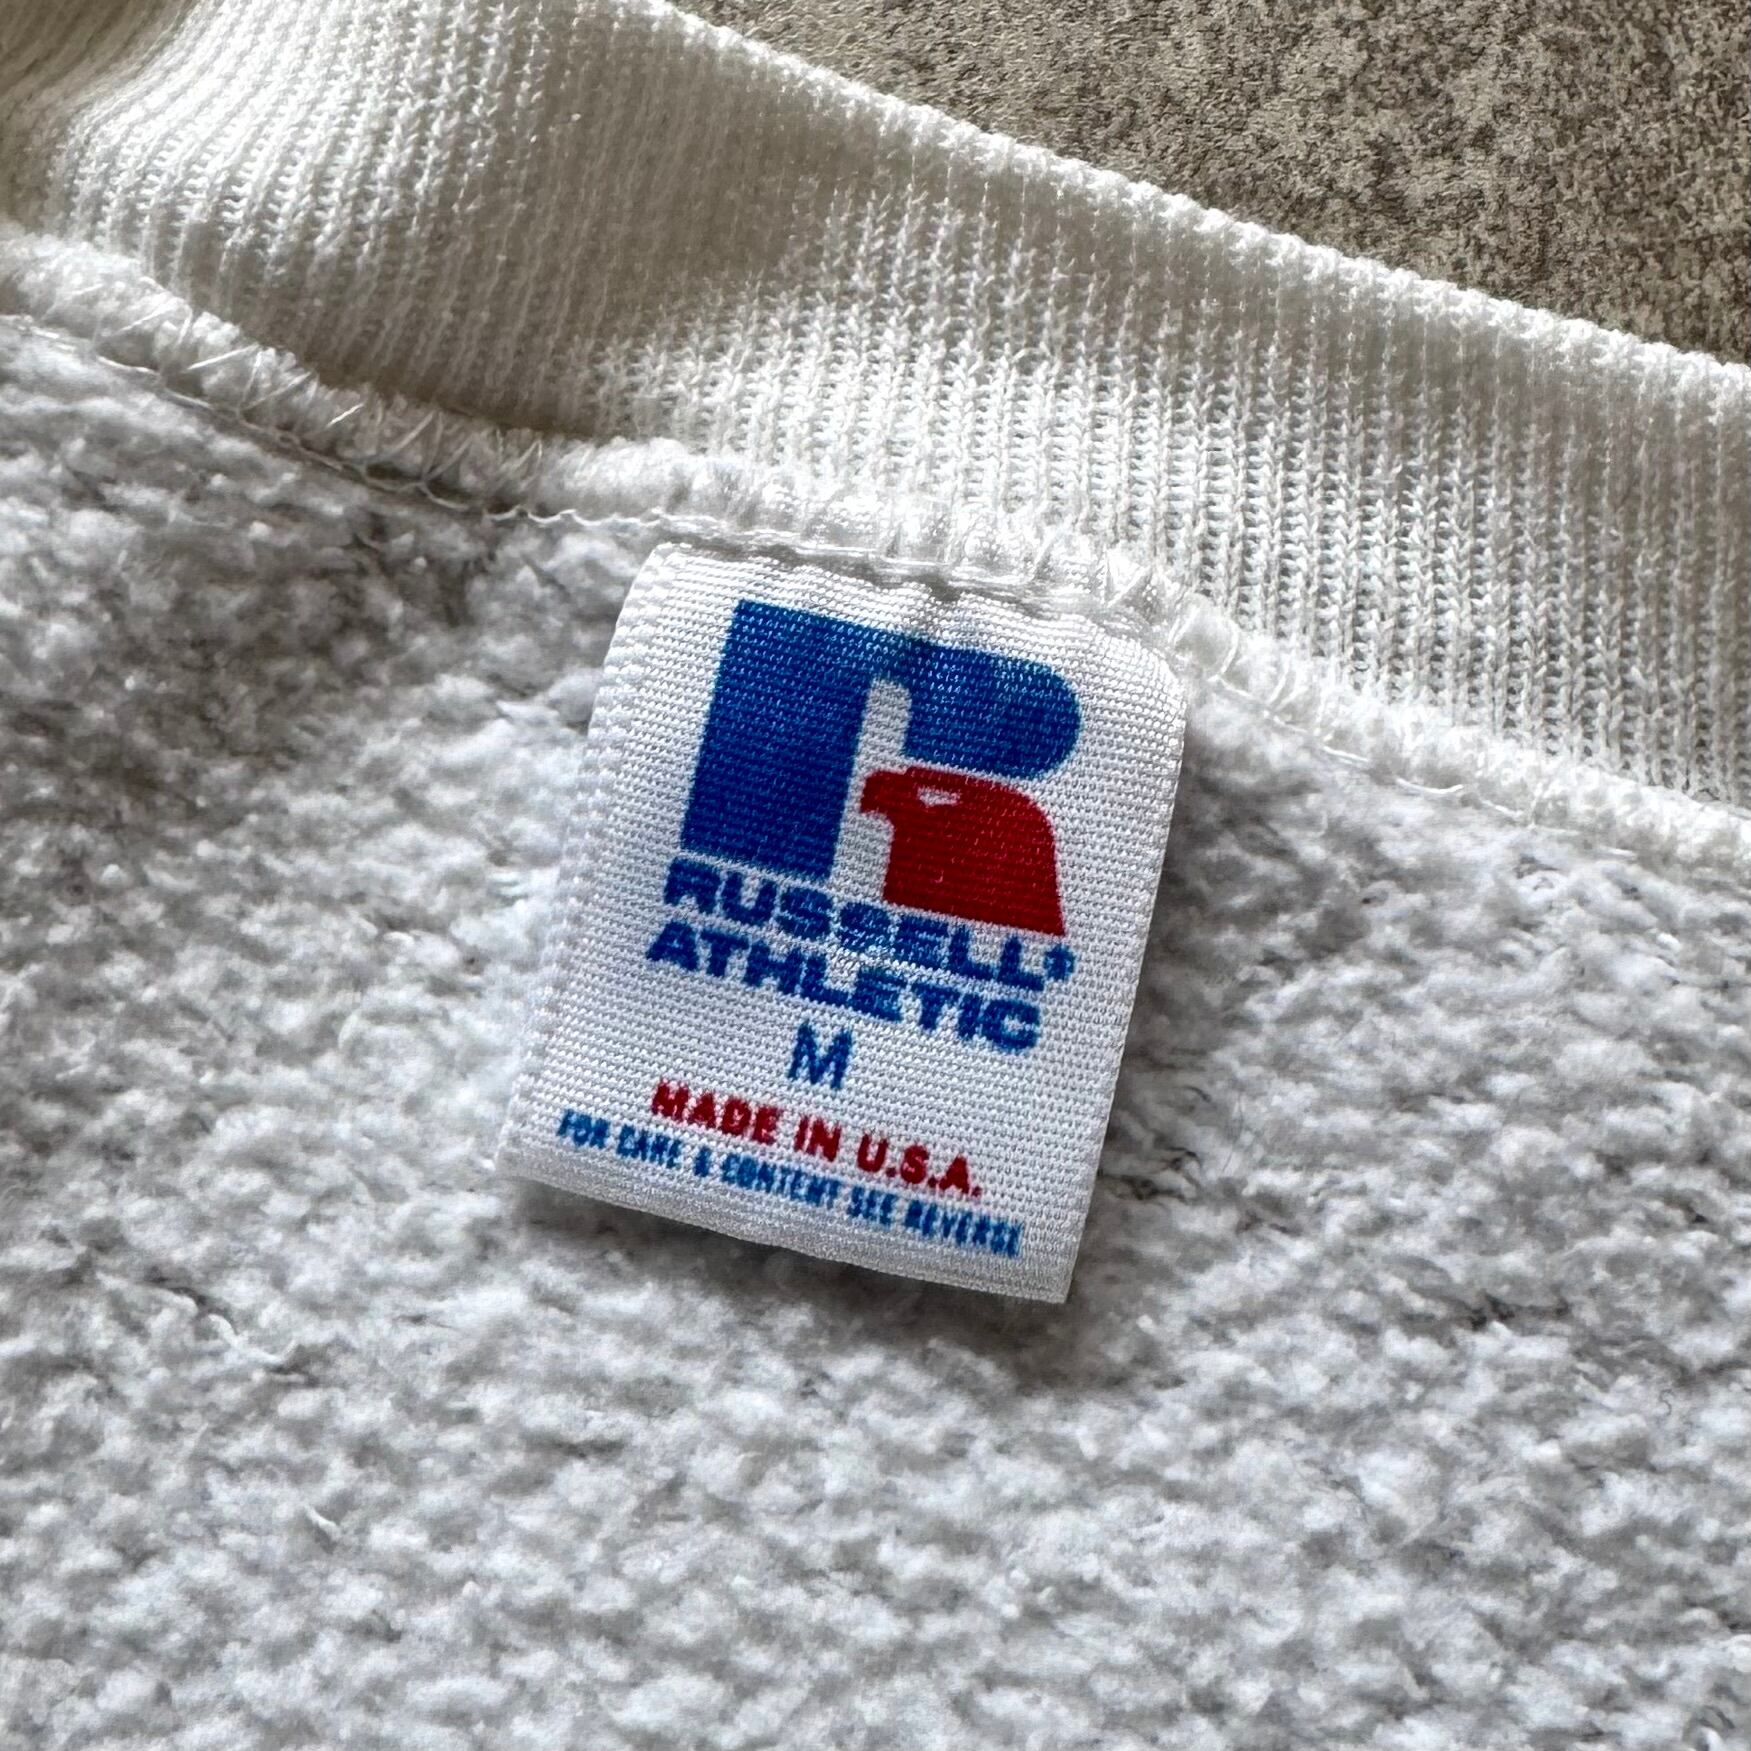 RUSSELL®
ATHLETIC
M
MADE IN U.S.A.
FOR CARE & CONTENT SEE REVERSE